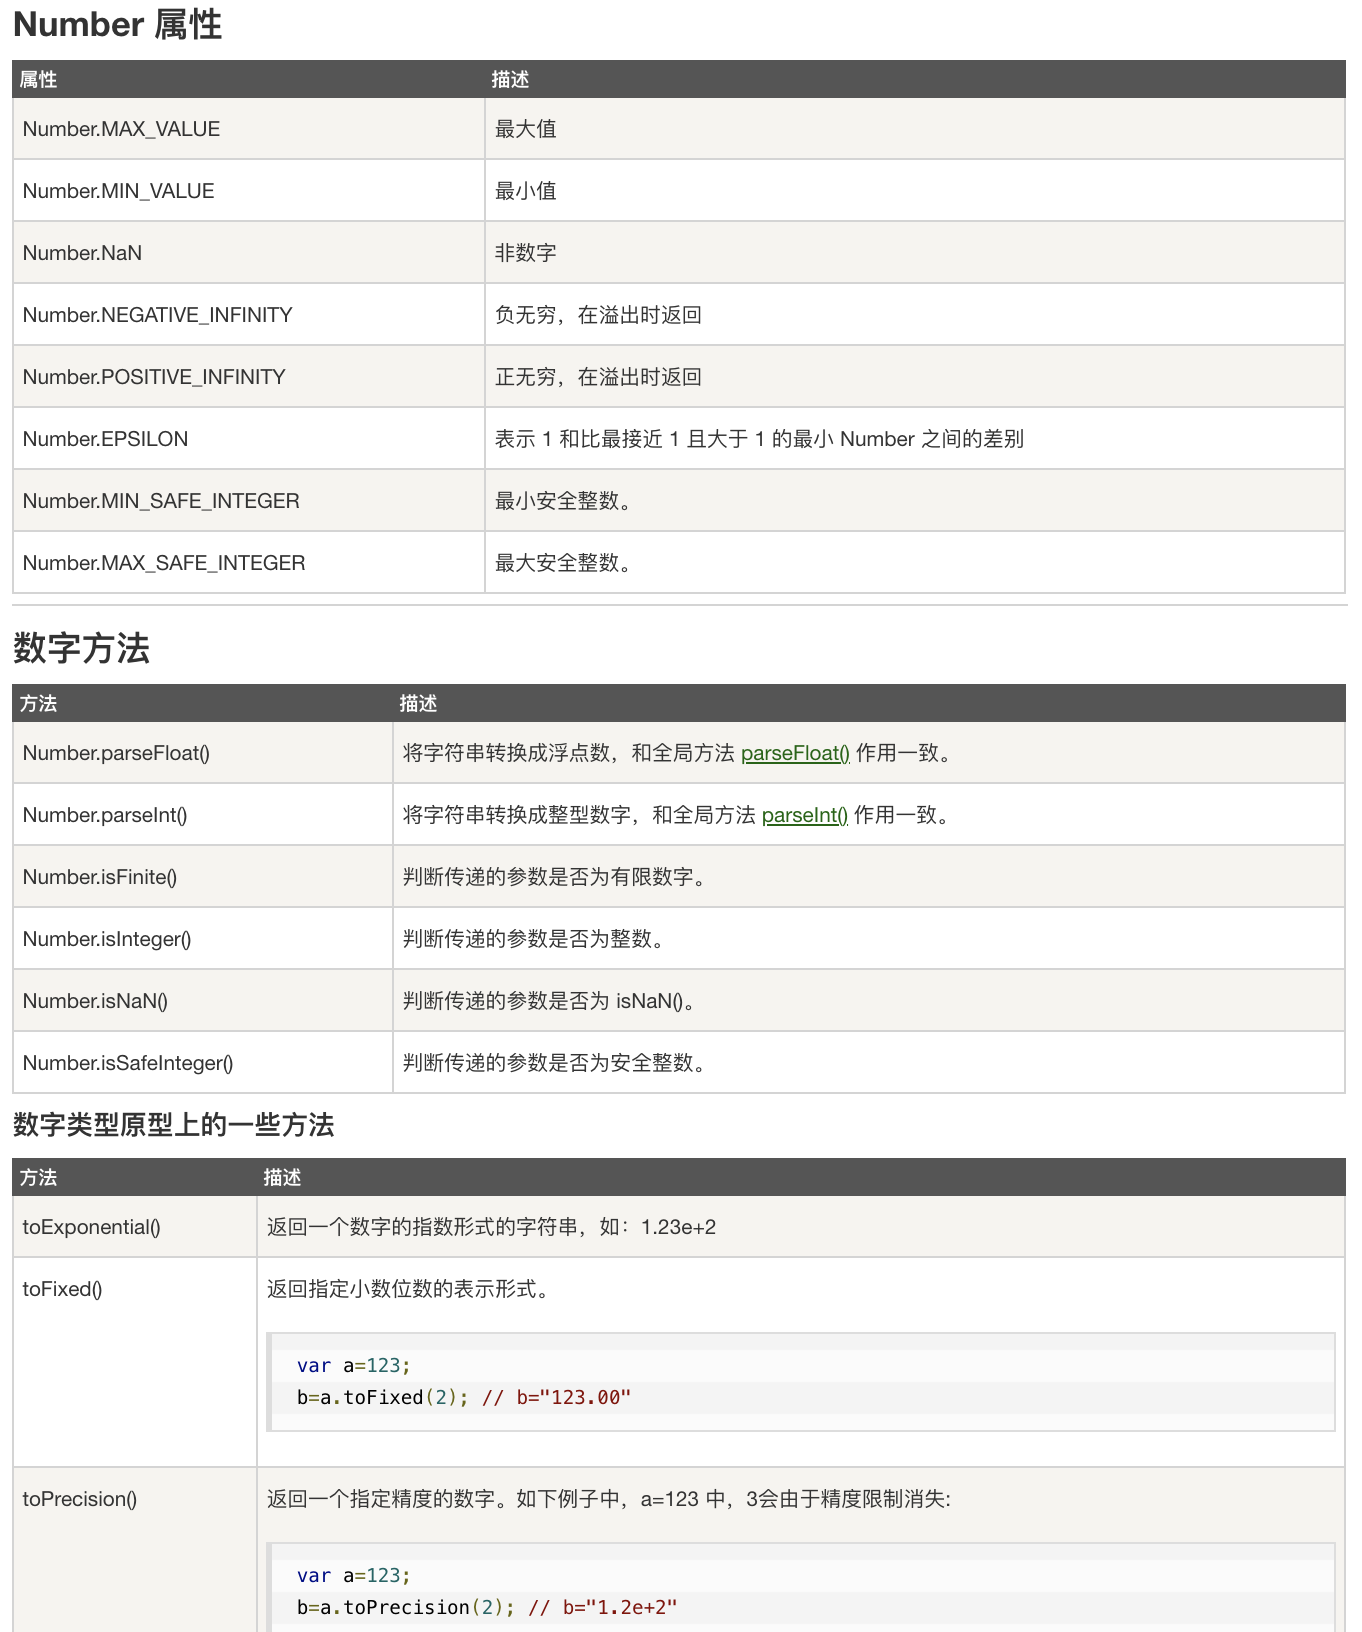 Number 属性
属性 描述
Number.MAX_VALUE 最大值
Number.MIN_VALUE 最小值
Number.NaN 非数字
Number.NEGATIVE_INFINITY 负无穷，在溢出时返回
Number.POSITIVE_INFINITY 正无穷，在溢出时返回
Number.EPSILON 表示 1 和比最接近 1 且大于 1 的最小 Number 之间的差别
Number.MIN_SAFE_INTEGER 最小安全整数。
Number.MAX_SAFE_INTEGER 最大安全整数。
数字方法
方法 描述
Number.parseFloat() 将字符串转换成浮点数，和全局方法 parseFloat() 作用一致。
Number.parseInt() 将字符串转换成整型数字，和全局方法 parseInt() 作用一致。
Number.isFinite() 判断传递的参数是否为有限数字。
Number.isInteger() 判断传递的参数是否为整数。
Number.isNaN() 判断传递的参数是否为 isNaN()。
Number.isSafeInteger() 判断传递的参数是否为安全整数。
数字类型原型上的一些方法
方法 描述
toExponential() 返回一个数字的指数形式的字符串，如：1.23e+2
toFixed() 返回指定小数位数的表示形式。
var a=123;
b=a.toFixed(2); // b="123.00"
toPrecision() 返回一个指定精度的数字。如下例子中，a=123 中，3会由于精度限制消失:
var a=123;
b=a.toPrecision(2); // b="1.2e+2"